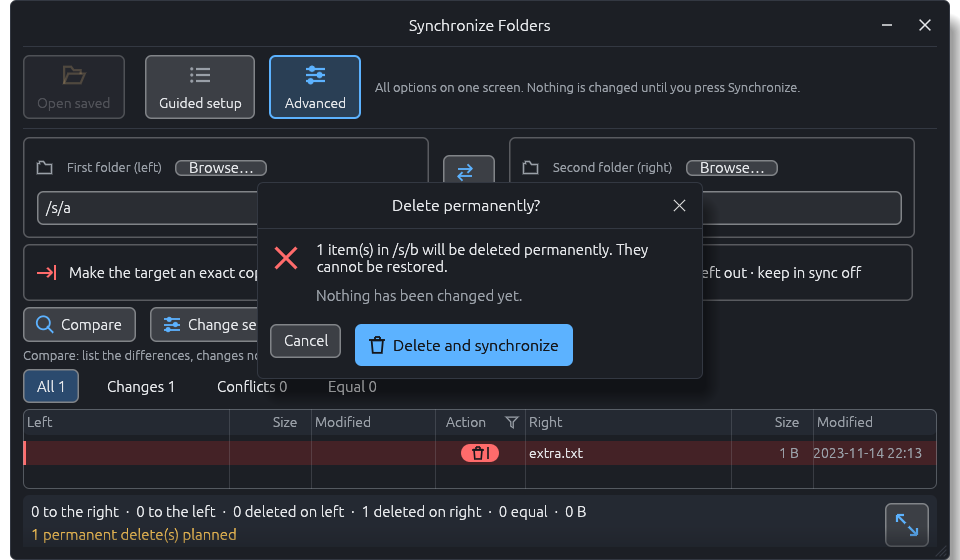 Synchronize Folders
Open saved
Guided setup
Advanced
All options on one screen. Nothing is changed until you press Synchronize.
First folder (left)
Browse...
Second folder (right)
Browse...
/s/a
Delete permanently?
1 item(s) in /s/b will be deleted permanently. They
cannot be restored.
Nothing has been changed yet.
Cancel
Delete and synchronize
Make the target an exact
eft out · keep in sync off
Compare
Change
Compare: list the differences, changes
All 1
Changes 1
Conflicts 0
Equal 0
Left
Size
Modified
Action
Right
Size
Modified
extra.txt
1 B
2023-11-14 22:13
0 to the right · 0 to the left · 0 deleted on left · 1 deleted on right · 0 equal · 0 B
1 permanent delete(s) planned